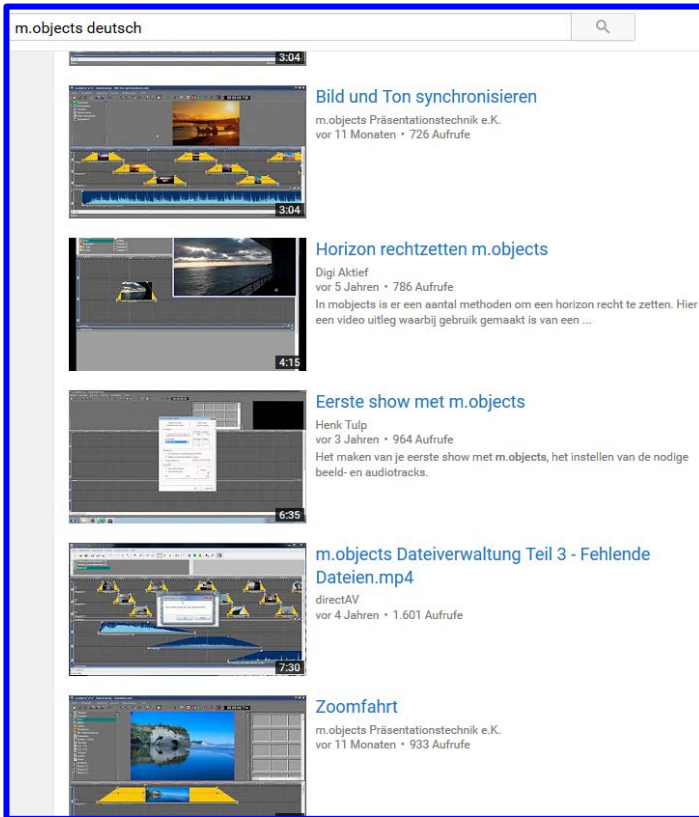 m.objects deutsch
3:04
Bild und Ton synchronisieren
m.objects Präsentationstechnik e.K.
vor 11 Monaten • 726 Aufrufe
3:04
Horizon rechtzetten m.objects
Digi Aktief
vor 5 Jahren • 786 Aufrufe
In mobjects is er een aantal methoden om een horizon recht te zetten. Hier
een video uitleg waarbij gebruik gemaakt is van een ...
4:15
Eerste show met m.objects
Henk Tulp
vor 3 Jahren • 964 Aufrufe
Het maken van je eerste show met m.objects, het instellen van de nodige
beeld- en audiotracks.
6:35
m.objects Dateiverwaltung Teil 3 - Fehlende
Dateien.mp4
directAV
vor 4 Jahren • 1.601 Aufrufe
7:30
Zoomfahrt
m.objects Präsentationstechnik e.K.
vor 11 Monaten • 933 Aufrufe